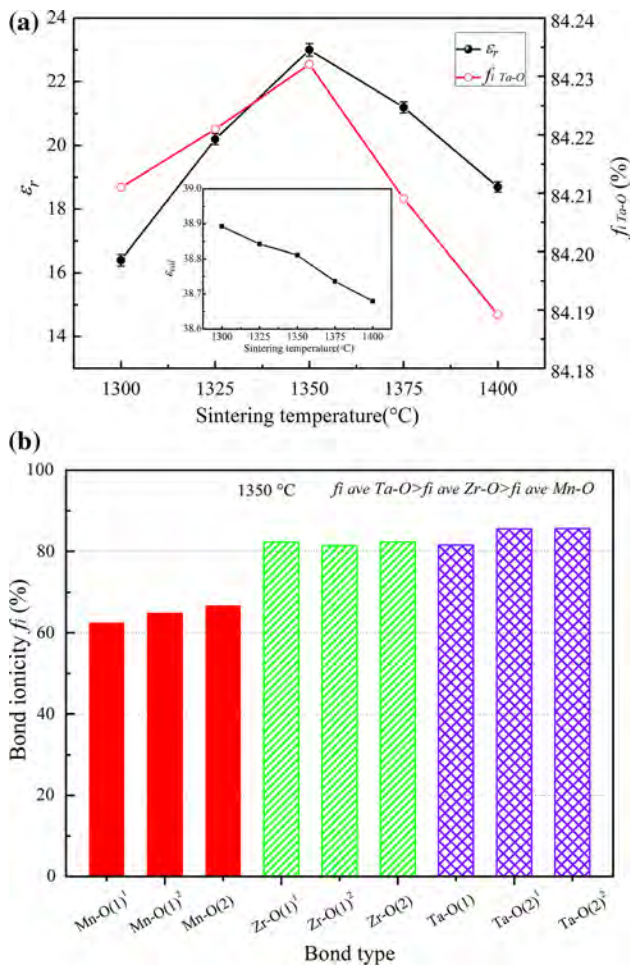 (a)
24
22
20
18
16
14
εr
84.24
84.23
84.22
84.21
84.20
84.19
84.18
fi Ta-O (%)
εr
fi Ta-O
39.0
38.9
38.8
38.7
38.6
1300 1325 1350 1375 1400
Sintering temperature(°C)
1300 1325 1350 1375 1400
Sintering temperature(°C)
(b)
100
80
60
40
20
0
Bond ionicity fi (%)
1350 °C fi ave Ta-O>fi ave Zr-O>fi ave Mn-O
Mn-O(1)¹ Mn-O(1)² Mn-O(2) Zr-O(1)¹ Zr-O(1)² Zr-O(2) Ta-O(1) Ta-O(2)¹ Ta-O(2)²
Bond type